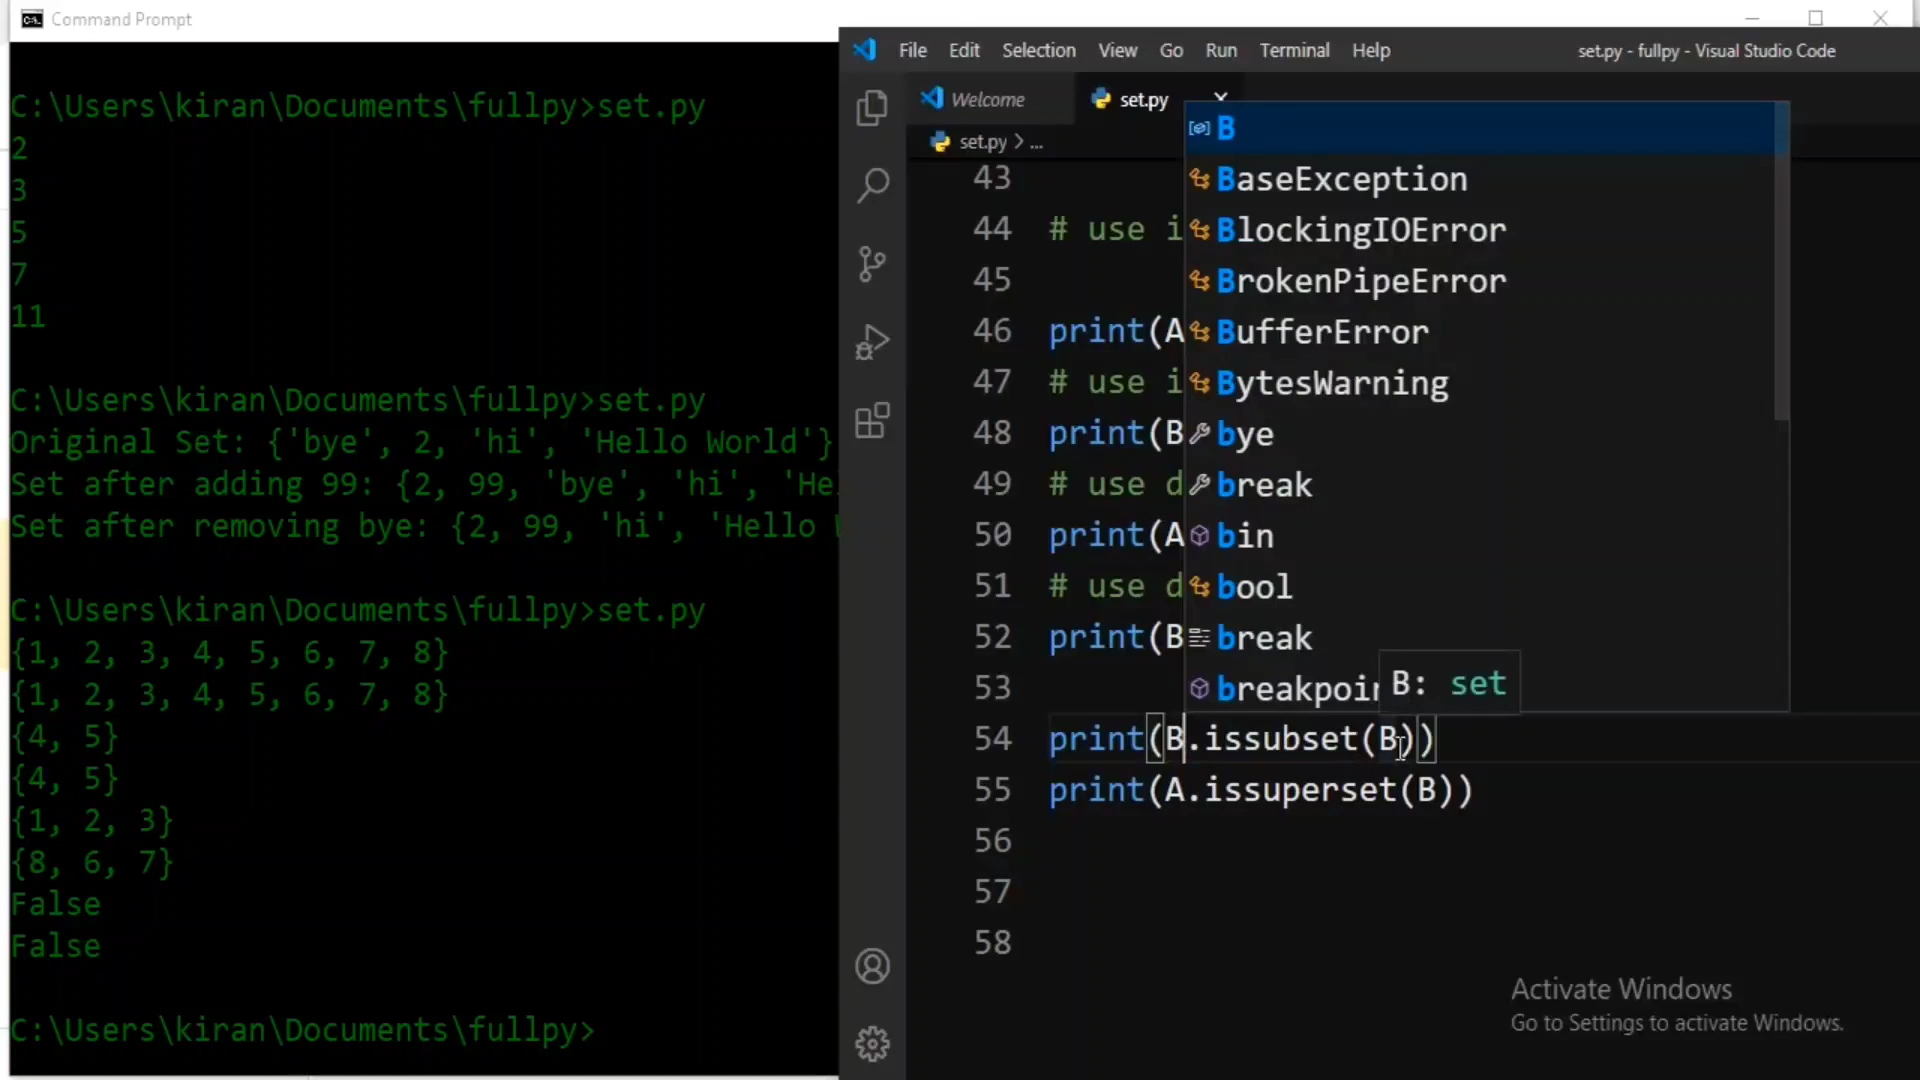 Command Prompt
C:\Users\kiran\Documents\fullpy>set.py
2
3
5
7
11
C:\Users\kiran\Documents\fullpy>set.py
Original Set: {'bye', 2, 'hi', 'Hello World'}
Set after adding 99: {2, 99, 'bye', 'hi', 'He
Set after removing bye: {2, 99, 'hi', 'Hello
C:\Users\kiran\Documents\fullpy>set.py
{1, 2, 3, 4, 5, 6, 7, 8}
{1, 2, 3, 4, 5, 6, 7, 8}
{4, 5}
{4, 5}
{1, 2, 3}
{8, 6, 7}
False
False
C:\Users\kiran\Documents\fullpy>
File Edit Selection View Go Run Terminal Help set.py - fullpy - Visual Studio Code
Welcome set.py
set.py > ...
B
BaseException
BlockingIOError
BrokenPipeError
BufferError
BytesWarning
bye
break
bin
bool
break
breakpoin
B: set
43
44 # use i
45
46 print(A
47 # use i
48 print(B
49 # use d
50 print(A
51 # use d
52 print(B
53
54 print(B.issubset(B))
55 print(A.issuperset(B))
56
57
58
Activate Windows
Go to Settings to activate Windows.